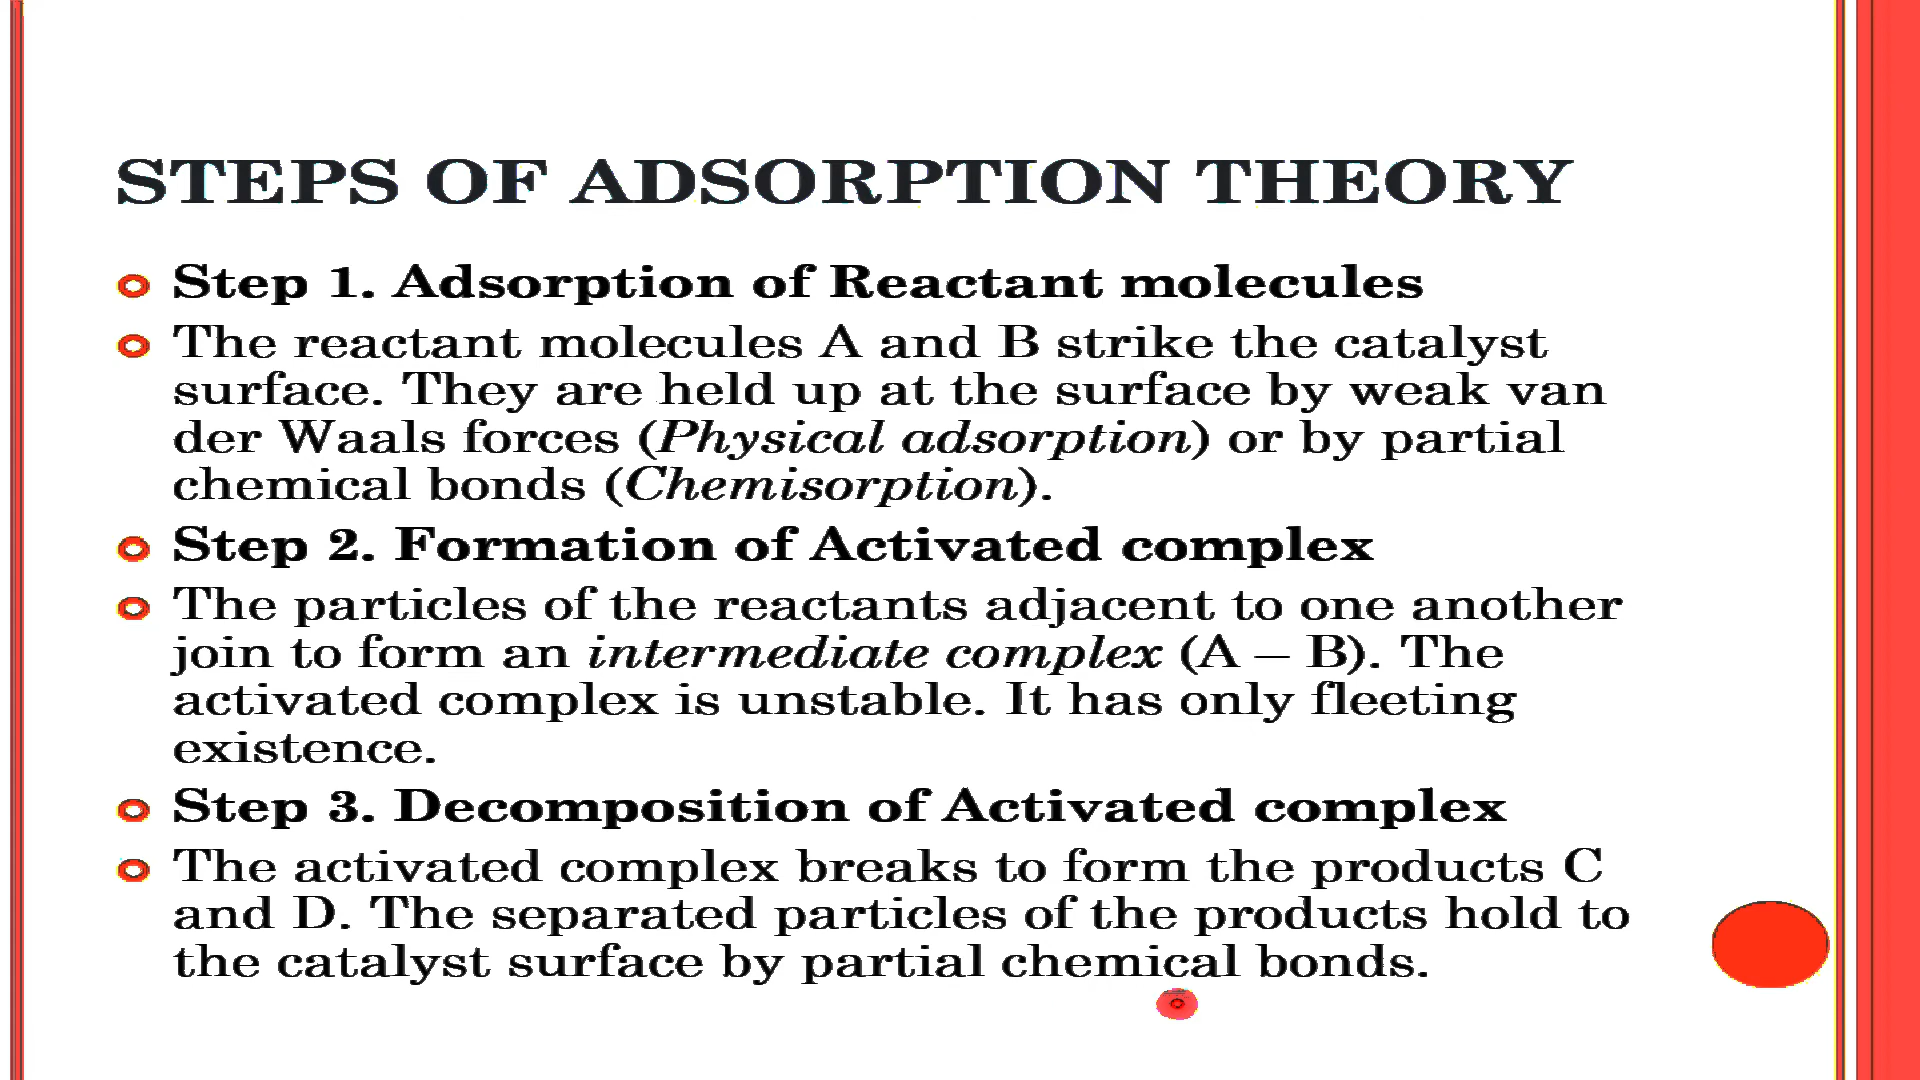 STEPS OF ADSORPTION THEORY
Step 1. Adsorption of Reactant molecules
The reactant molecules A and B strike the catalyst
surface. They are held up at the surface by weak van
der Waals forces (Physical adsorption) or by partial
chemical bonds (Chemisorption).
Step 2. Formation of Activated complex
The particles of the reactants adjacent to one another
join to form an intermediate complex (A – B). The
activated complex is unstable. It has only fleeting
existence.
Step 3. Decomposition of Activated complex
The activated complex breaks to form the products C
and D. The separated particles of the products hold to
the catalyst surface by partial chemical bonds.